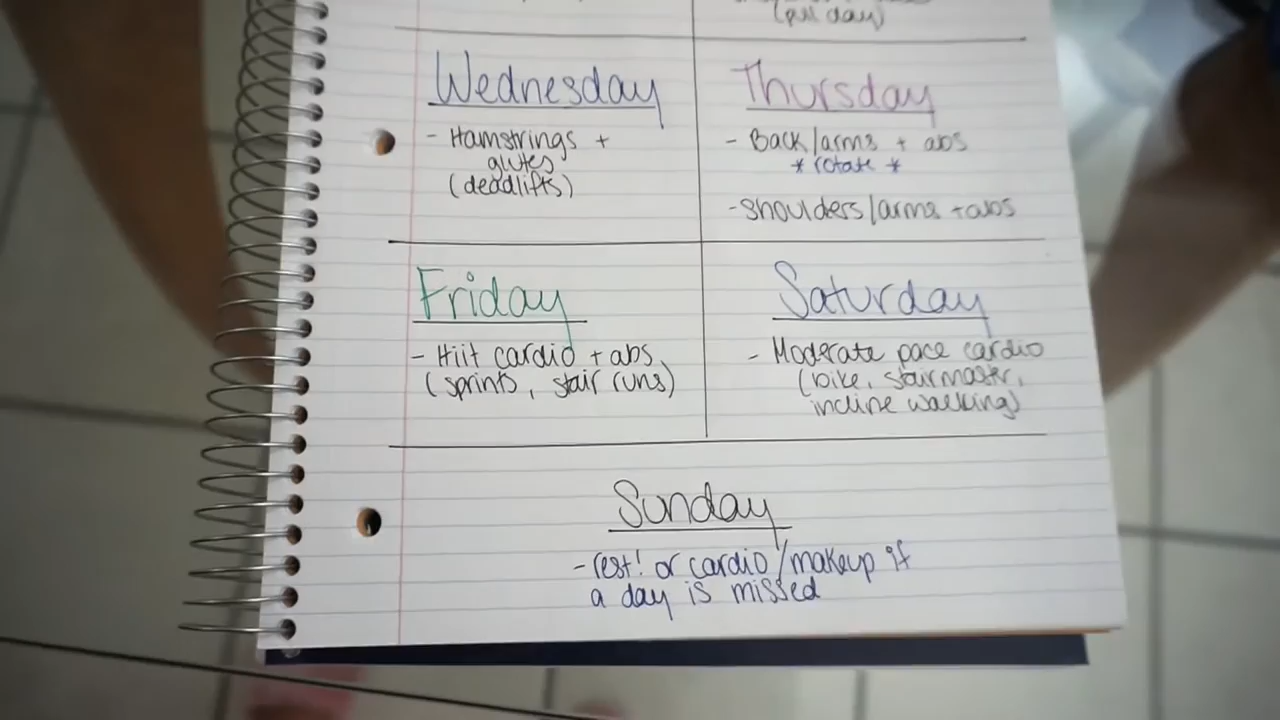 (pull day)
Wednesday
- Hamstrings +
glutes
(deadlifts)
Thursday
- Back/arms + abs
* rotate *
- shoulders/arms + abs
Friday
- Hiit cardio + abs
(sprints, stair runs)
Saturday
- Moderate pace cardio
(bike, stairmaster,
incline walking)
Sunday
- rest! or cardio/makeup if
a day is missed